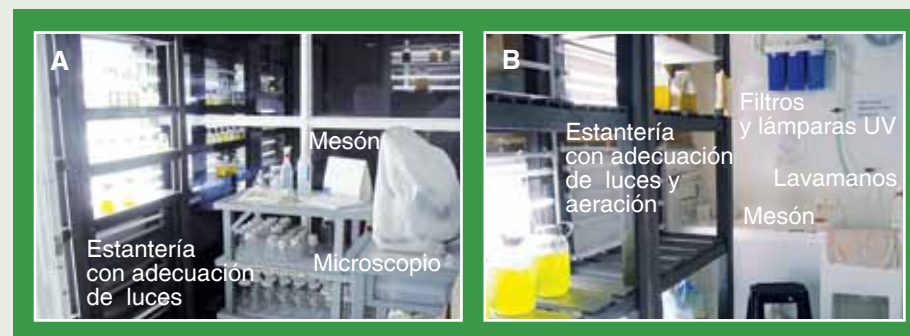 A
Mesón
Estantería
con adecuación
de luces
Microscopio
B
Filtros
y lámparas UV
Estantería
con adecuación
de luces y
aeración
Lavamanos
Mesón